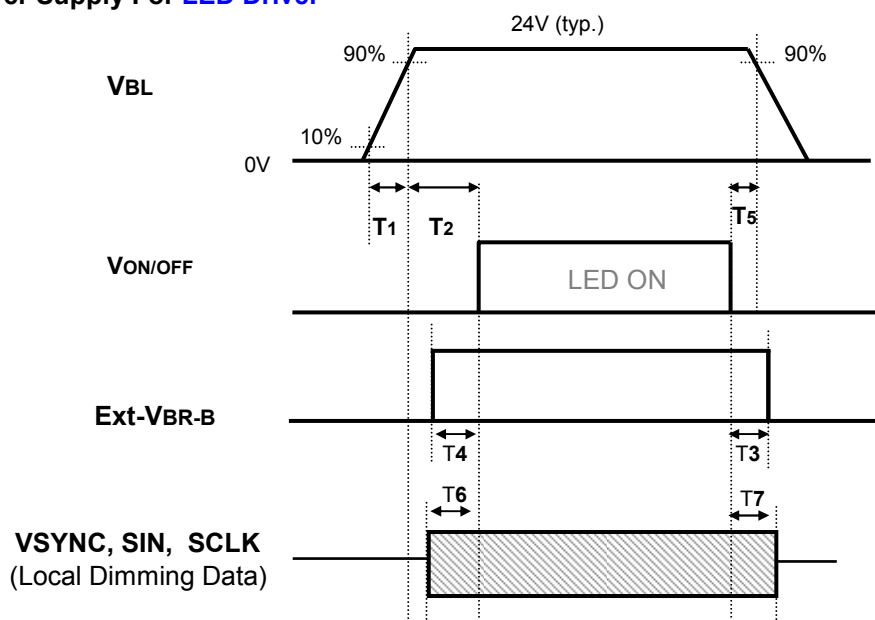 24V (typ.)
90%
90%
VBL
10%
0V
T1 T2
T5
VON/OFF
LED ON
Ext-VBR-B
T4
T3
T6
T7
VSYNC, SIN, SCLK
(Local Dimming Data)